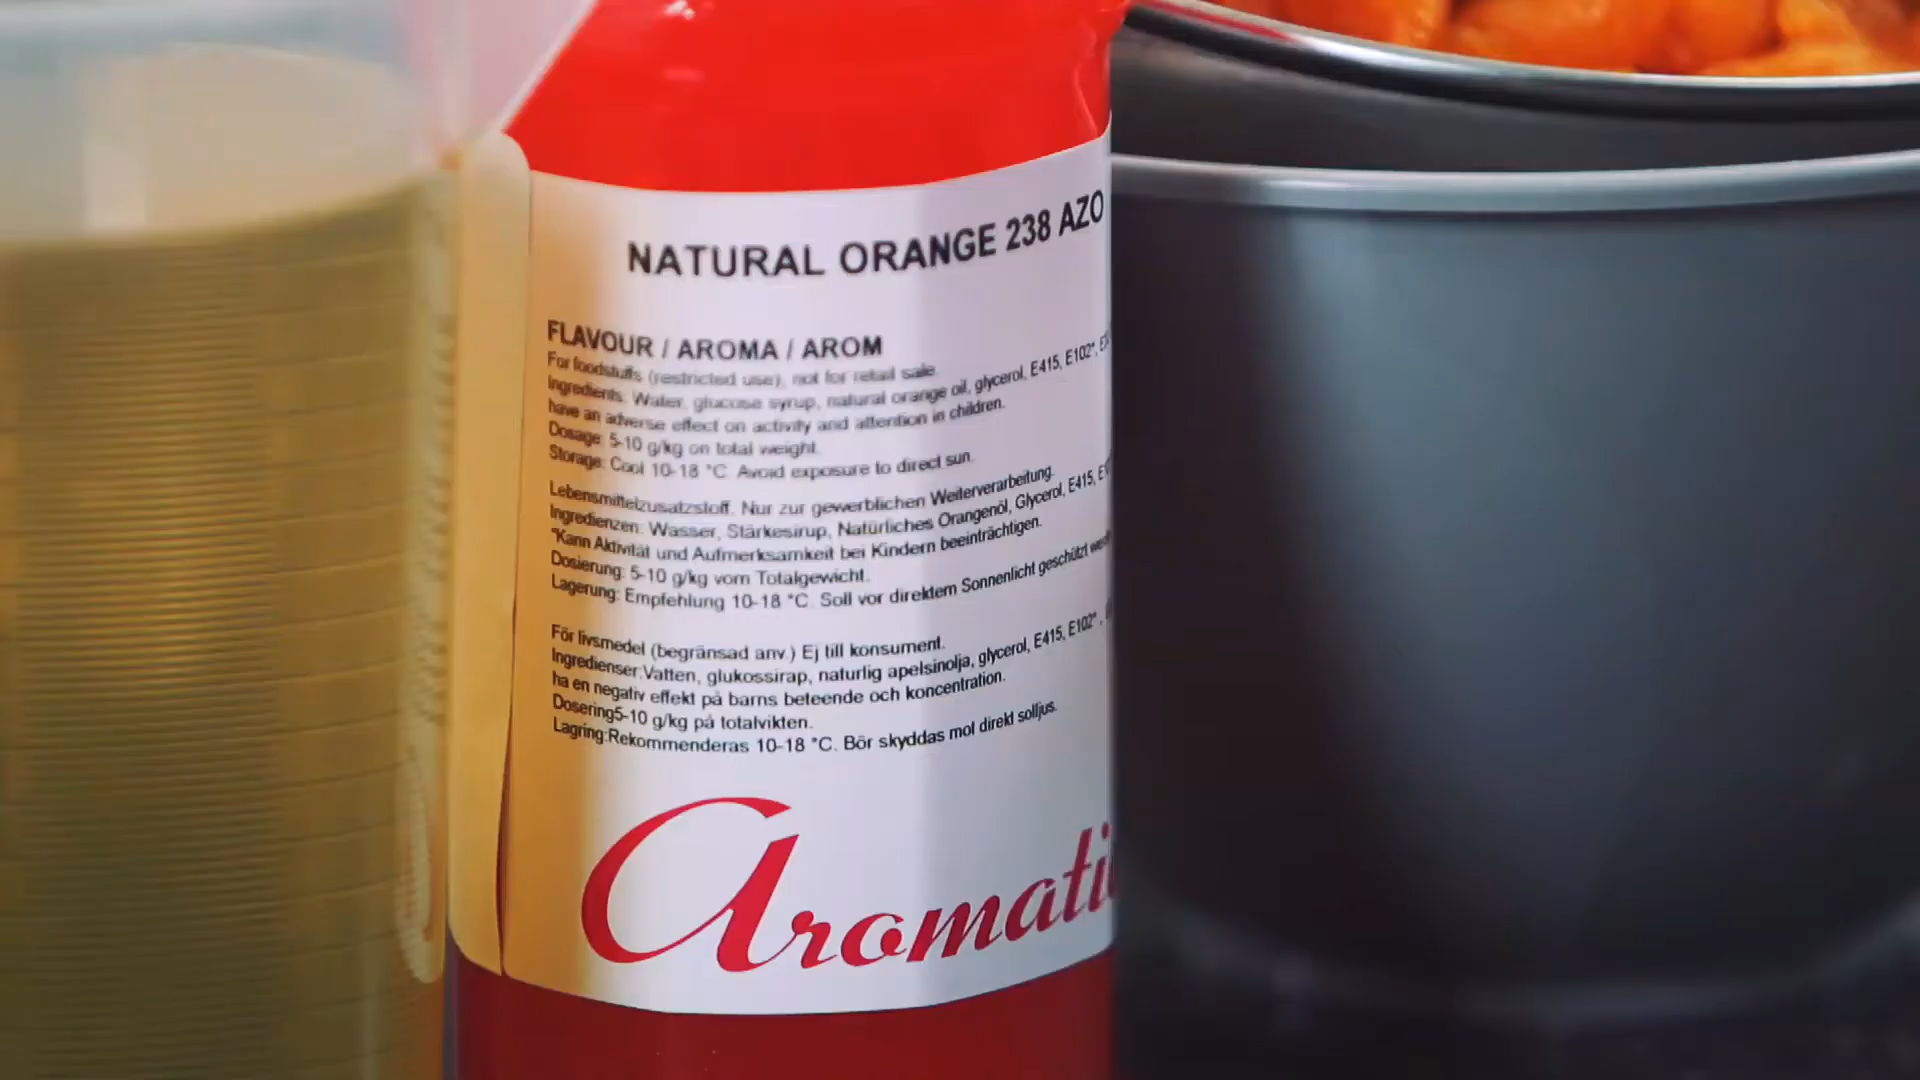 NATURAL ORANGE 238 AZO
FLAVOUR / AROMA / AROM
For foodstuffs (restricted use), not for retail sale.
Ingredients: Water, glucose syrup, natural orange oil, glycerol, E415, E102*,
have an adverse effect on activity and attention in children.
Dosage: 5-10 g/kg on total weight.
Storage: Cool 10-18 °C. Avoid exposure to direct sun.
Lebensmittelzusatzstoff. Nur zur gewerblichen Weiterverarbeitung.
Ingredienzen: Wasser, Stärkesirup, Natürliches Orangenöl, Glycerol, E415,
*Kann Aktivität und Aufmerksamkeit bei Kindern beeinträchtigen.
Dosierung: 5-10 g/kg vom Totalgewicht.
Lagerung: Empfehlung 10-18 °C. Soll vor direktem Sonnenlicht geschützt
För livsmedel (begränsad anv.) Ej till konsument.
Ingredienser:Vatten, glukossirap, naturlig apelsinolja, glycerol, E415, E102* ,
ha en negativ effekt på barns beteende och koncentration.
Dosering5-10 g/kg på totalvikten.
Lagring:Rekommenderas 10-18 °C. Bör skyddas mot direkt solljus.
Aromati